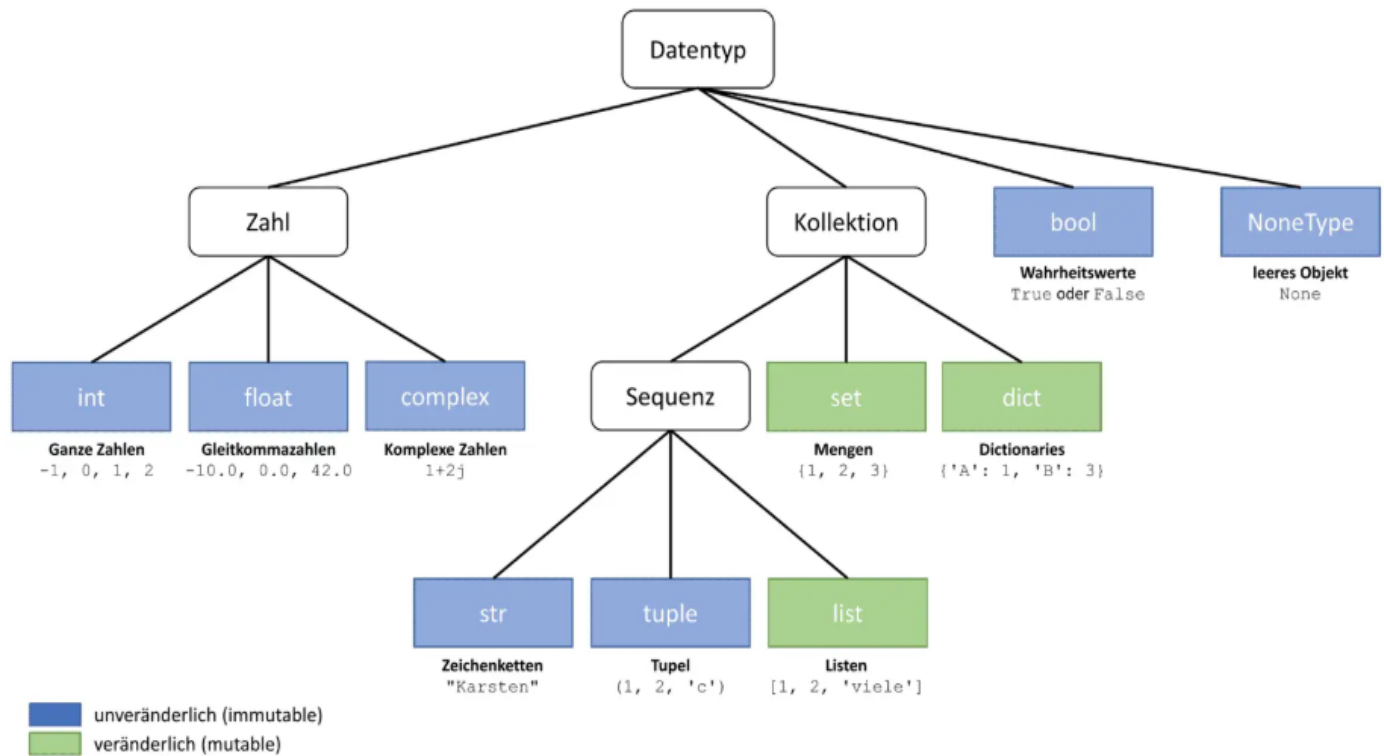 Datentyp
Zahl
Kollektion
bool
NoneType
Wahrheitswerte
True oder False
leeres Objekt
None
int
float
complex
Sequenz
set
dict
Ganze Zahlen
-1, 0, 1, 2
Gleitkommazahlen
-10.0, 0.0, 42.0
Komplexe Zahlen
1+2j
Mengen
{1, 2, 3}
Dictionaries
{'A': 1, 'B': 3}
str
tuple
list
Zeichenketten
"Karsten"
Tupel
(1, 2, 'c')
Listen
[1, 2, 'viele']
unveränderlich (immutable)
veränderlich (mutable)